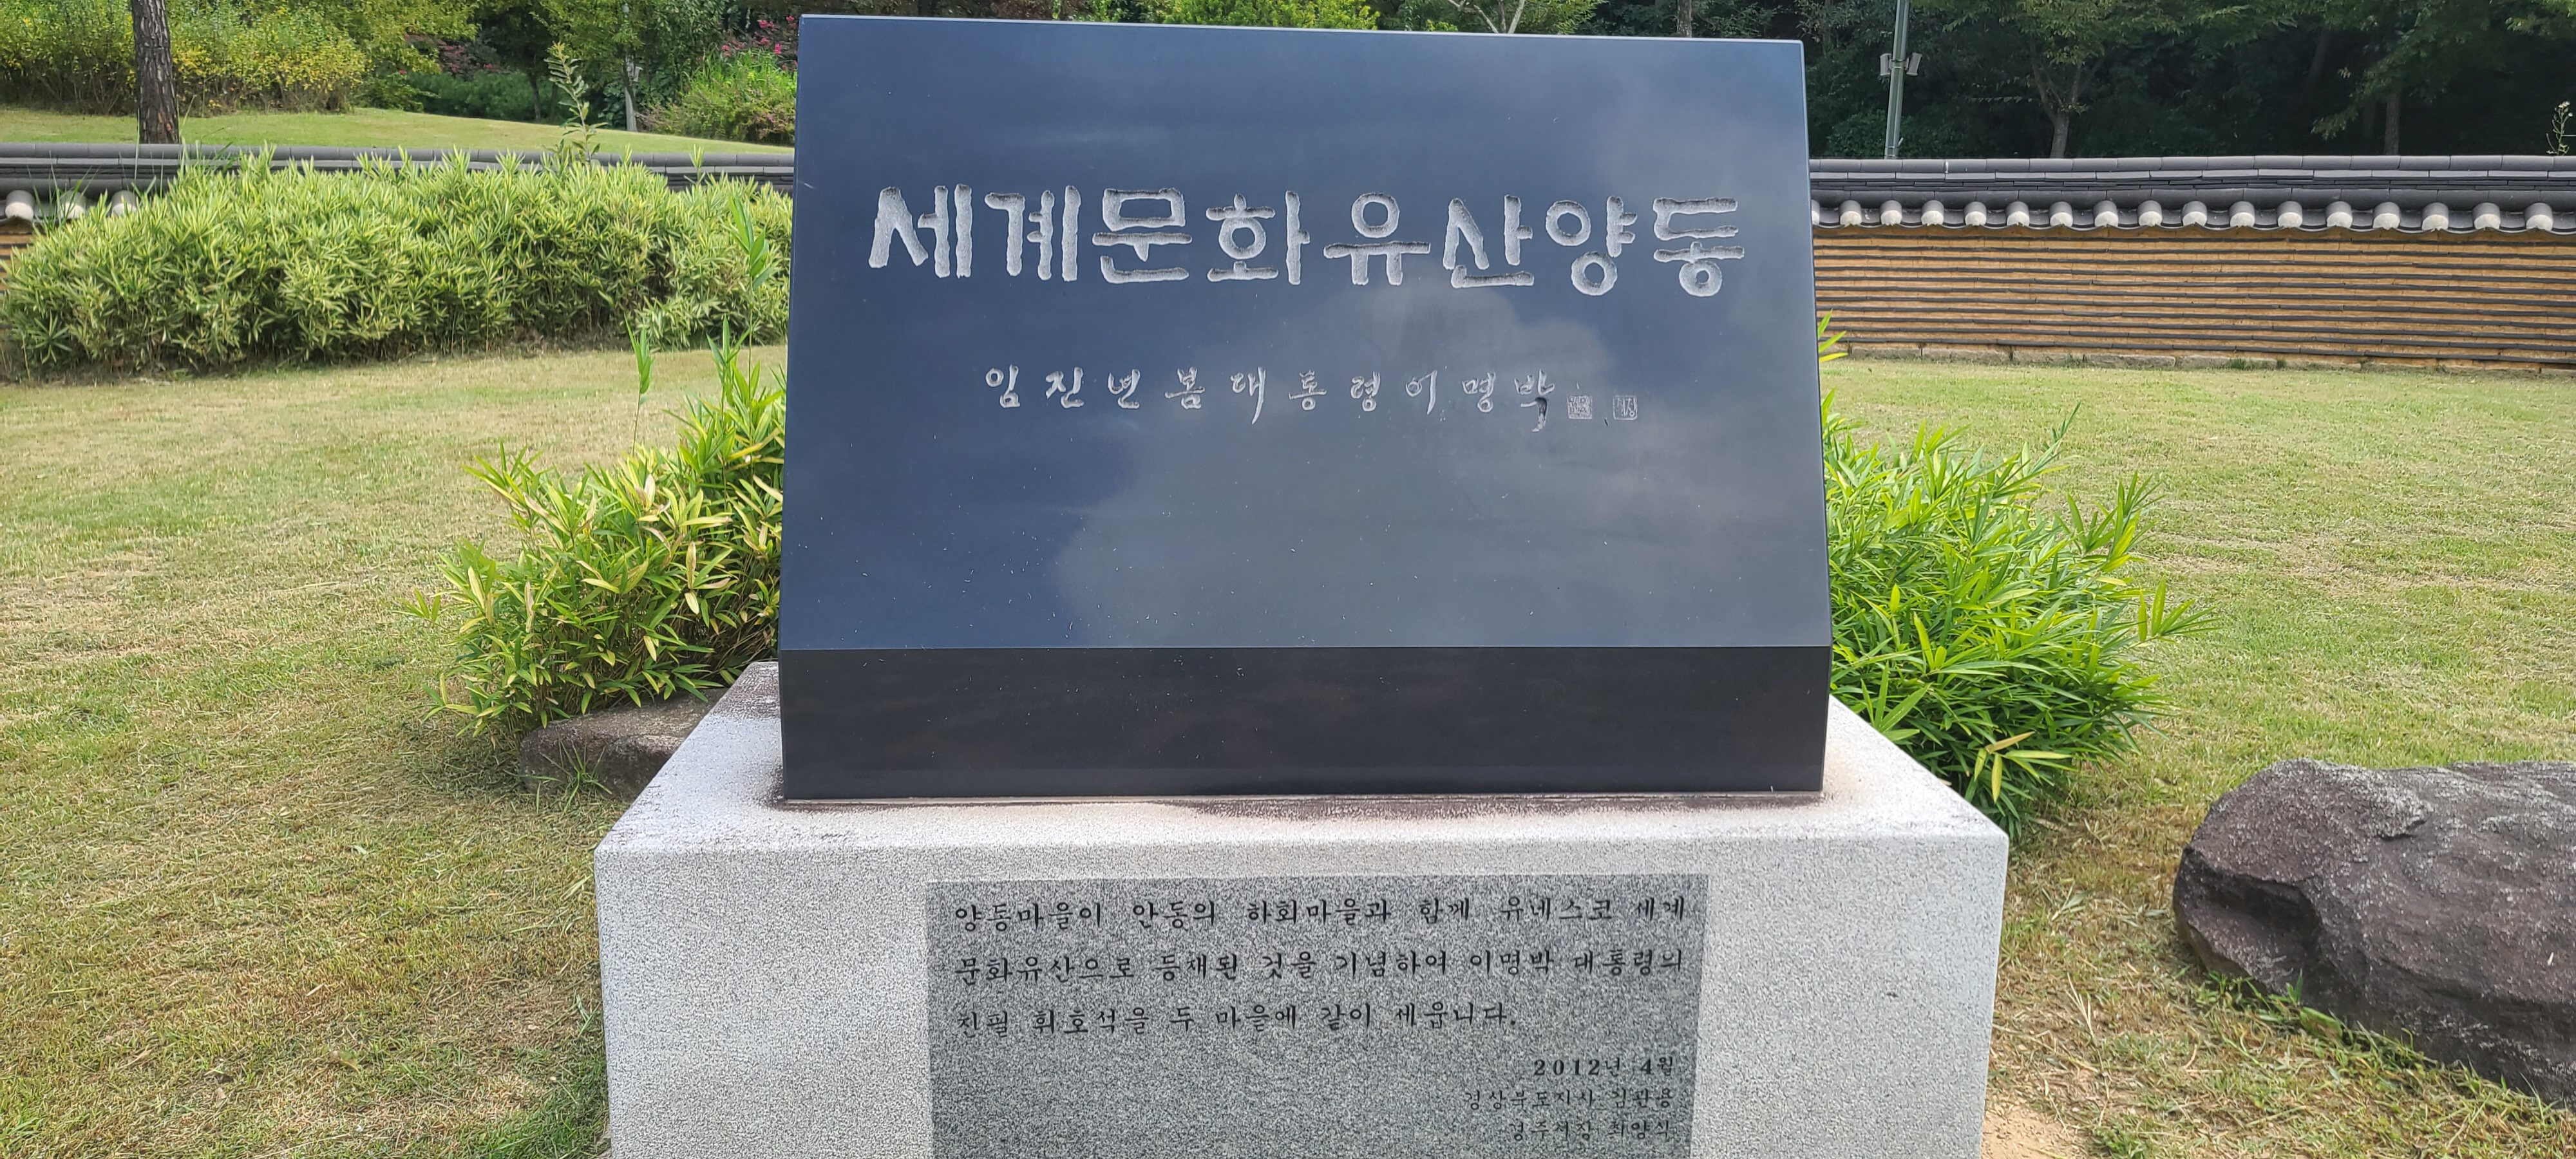 세계문화유산양동
임진년봄대통령이명박
양동마을이 안동의 하회마을과 함께 유네스코 세계
문화유산으로 등재된 것을 기념하여 이명박 대통령의
친필 휘호석을 두 마을에 같이 세웁니다.
2012년 4월
경상북도지사 김관용
경주시장 최양식